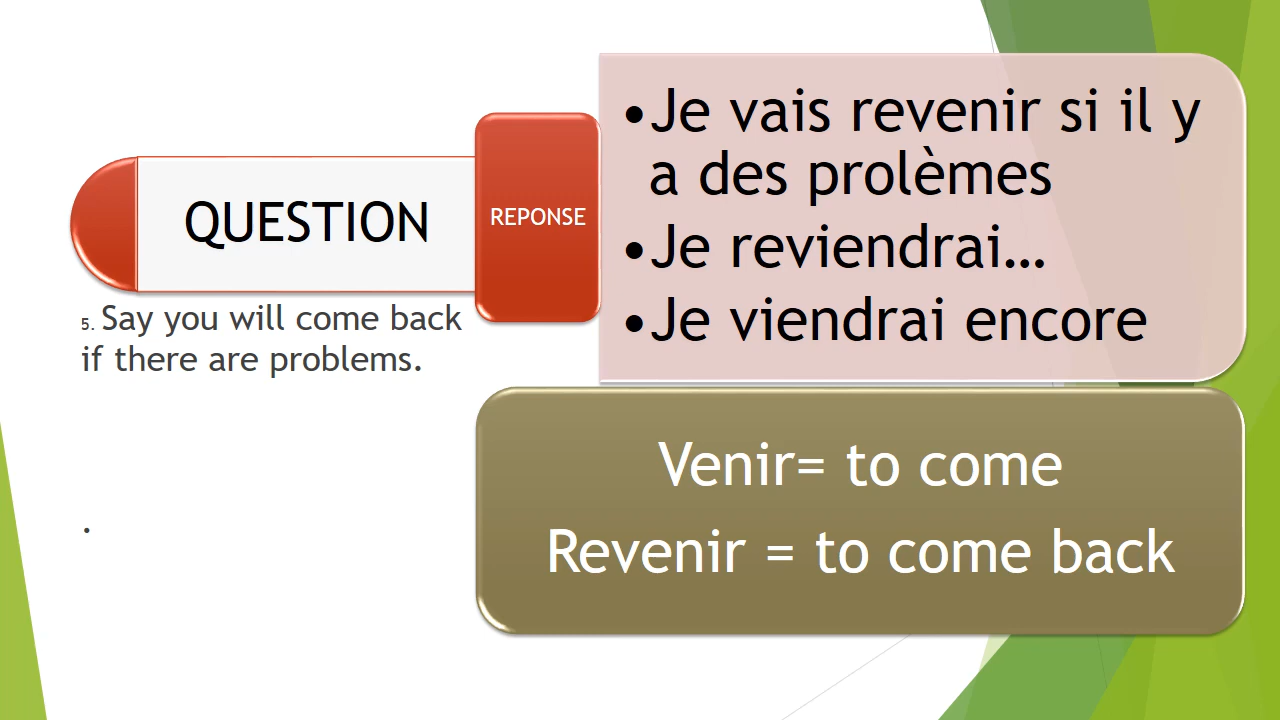 QUESTION
5. Say you will come back
if there are problems.
.
REPONSE
•Je vais revenir si il y
a des prolèmes
•Je reviendrai…
•Je viendrai encore
Venir= to come
Revenir = to come back